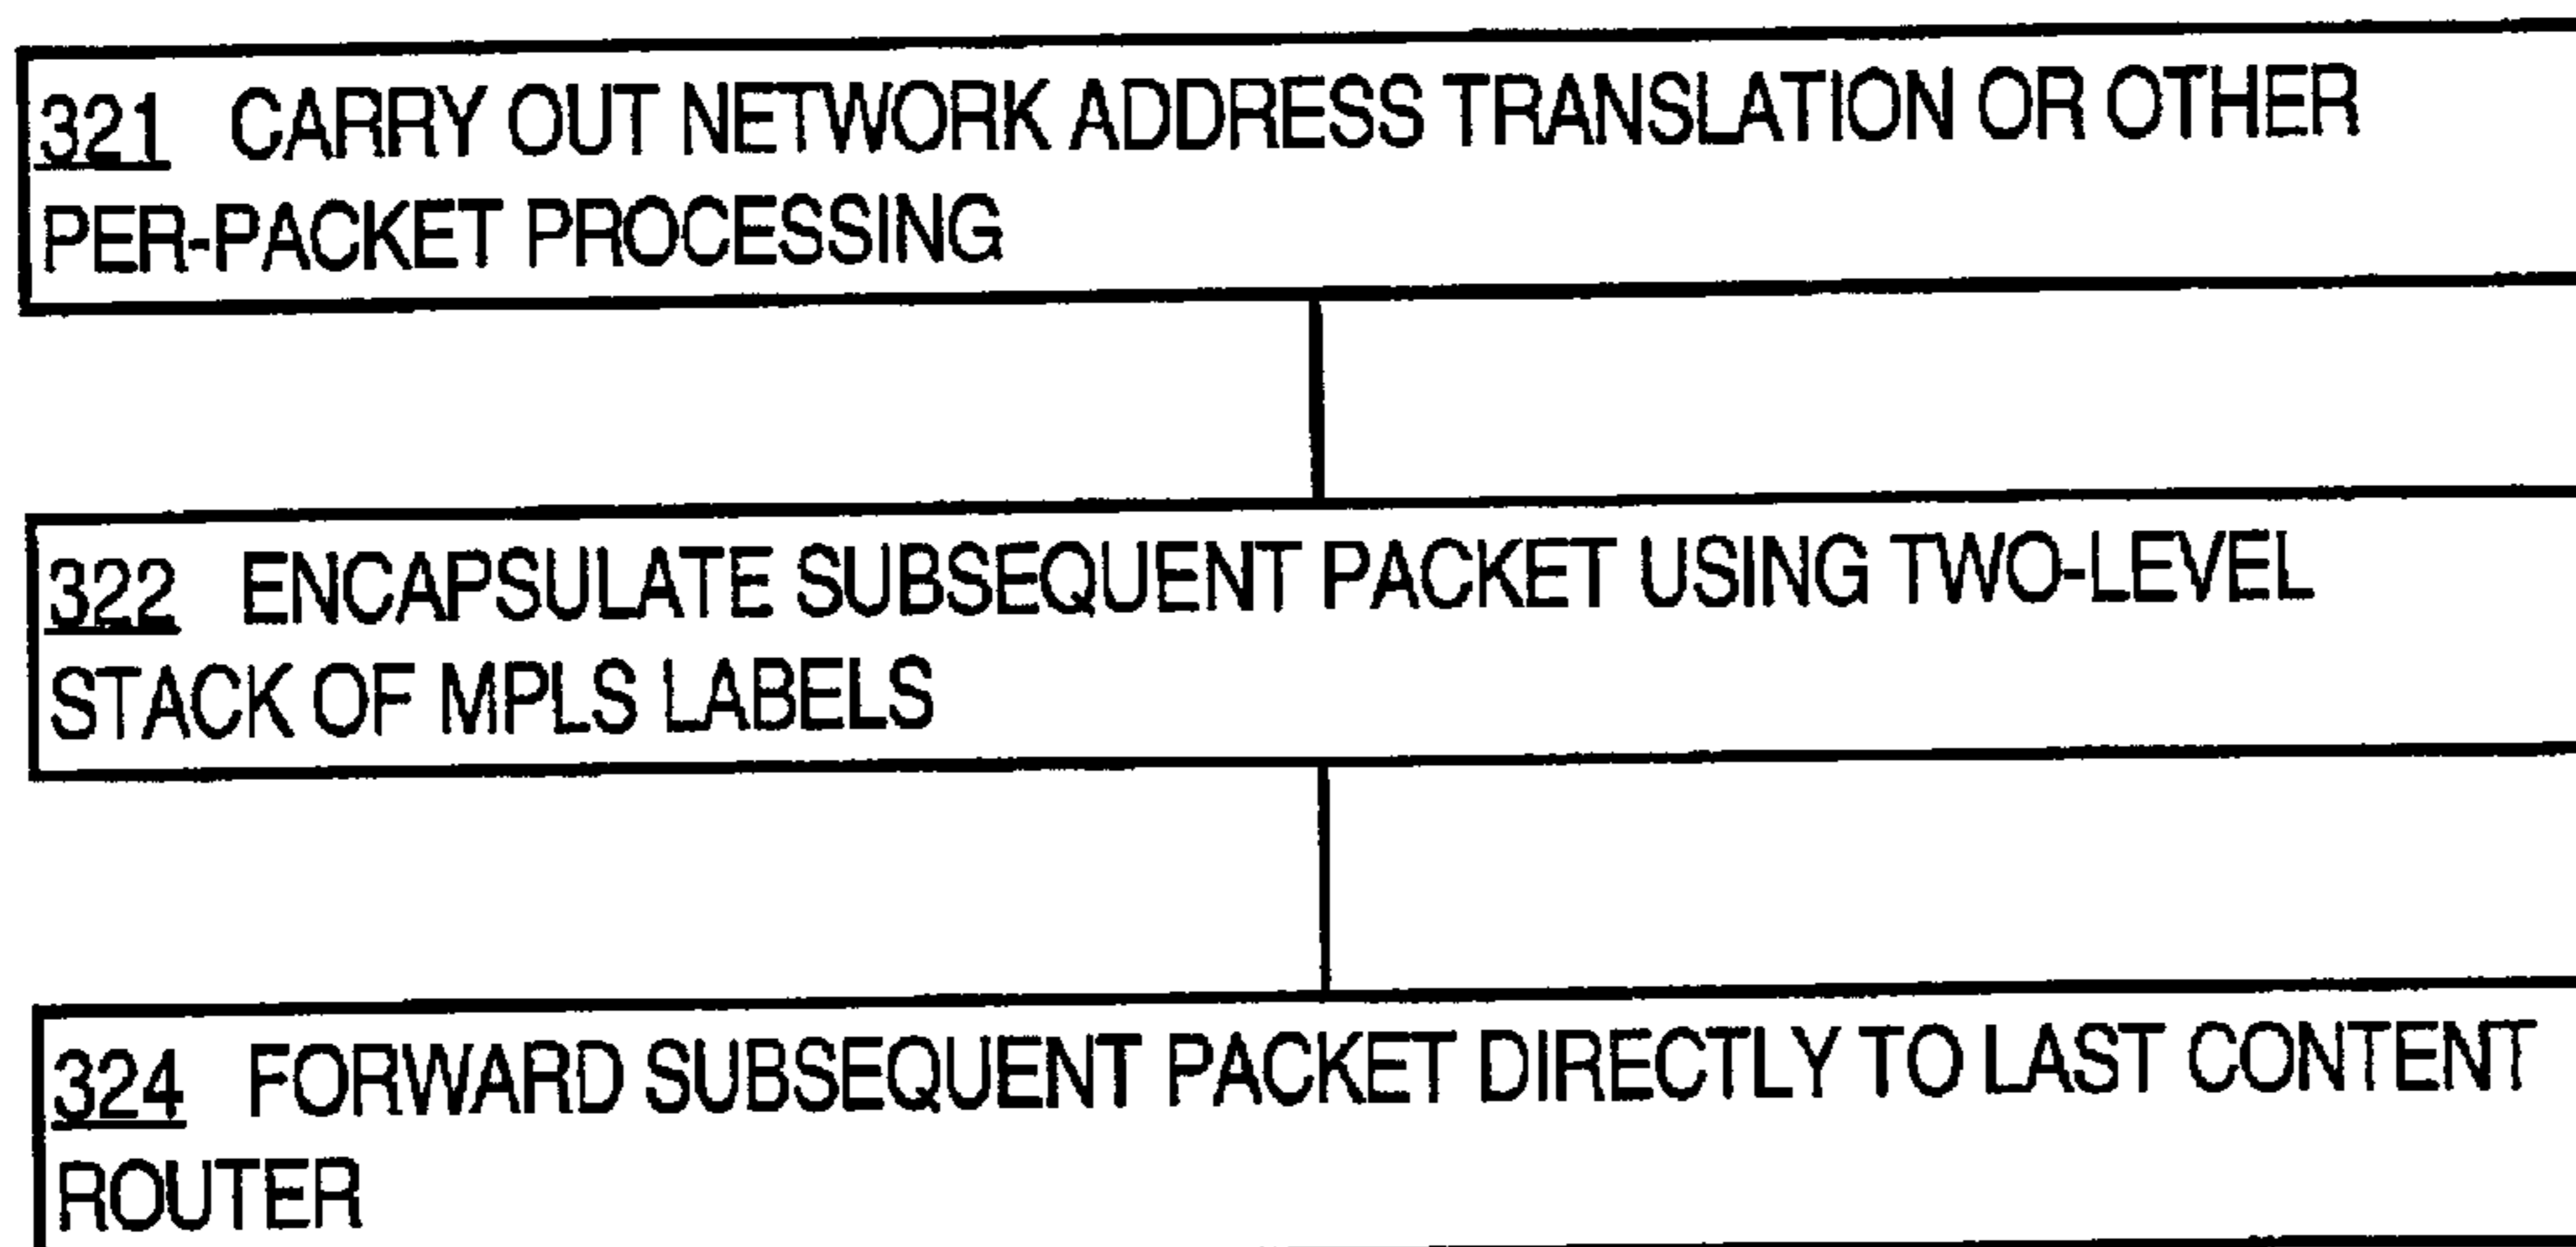 321 CARRY OUT NETWORK ADDRESS TRANSLATION OR OTHER
PER-PACKET PROCESSING
322 ENCAPSULATE SUBSEQUENT PACKET USING TWO-LEVEL
STACK OF MPLS LABELS
324 FORWARD SUBSEQUENT PACKET DIRECTLY TO LAST CONTENT
ROUTER